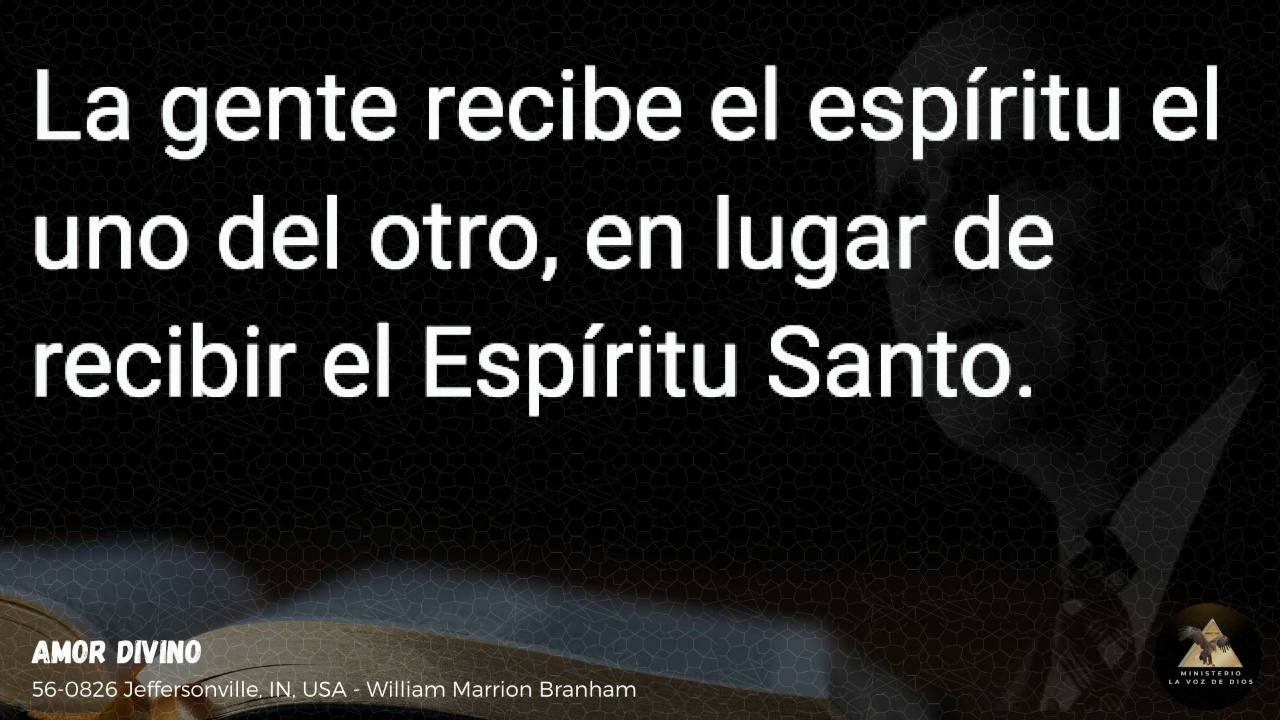 La gente recibe el espíritu el
uno del otro, en lugar de
recibir el Espíritu Santo.
AMOR DIVINO
56-0826 Jeffersonville, IN, USA - William Marrion Branham
MINISTERIO
LA VOZ DE DIOS